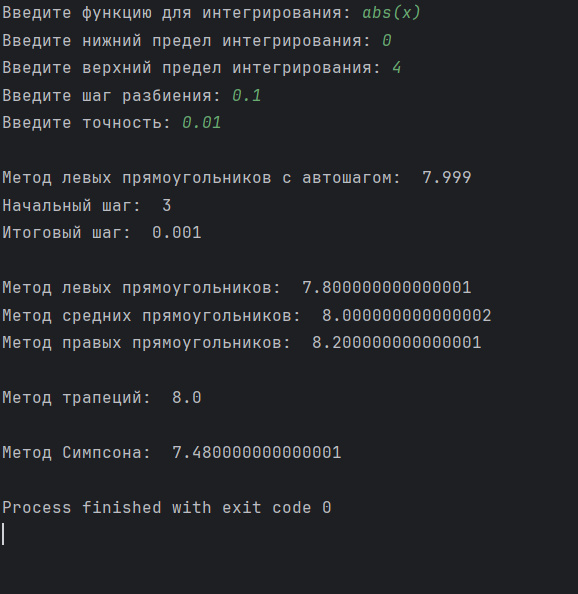 Введите функцию для интегрирования: abs(x)
Введите нижний предел интегрирования: 0
Введите верхний предел интегрирования: 4
Введите шаг разбиения: 0.1
Введите точность: 0.01
Метод левых прямоугольников с автошагом:  7.999
Начальный шаг:  3
Итоговый шаг:  0.001
Метод левых прямоугольников:  7.800000000000001
Метод средних прямоугольников:  8.000000000000002
Метод правых прямоугольников:  8.200000000000001
Метод трапеций:  8.0
Метод Симпсона:  7.480000000000001
Process finished with exit code 0